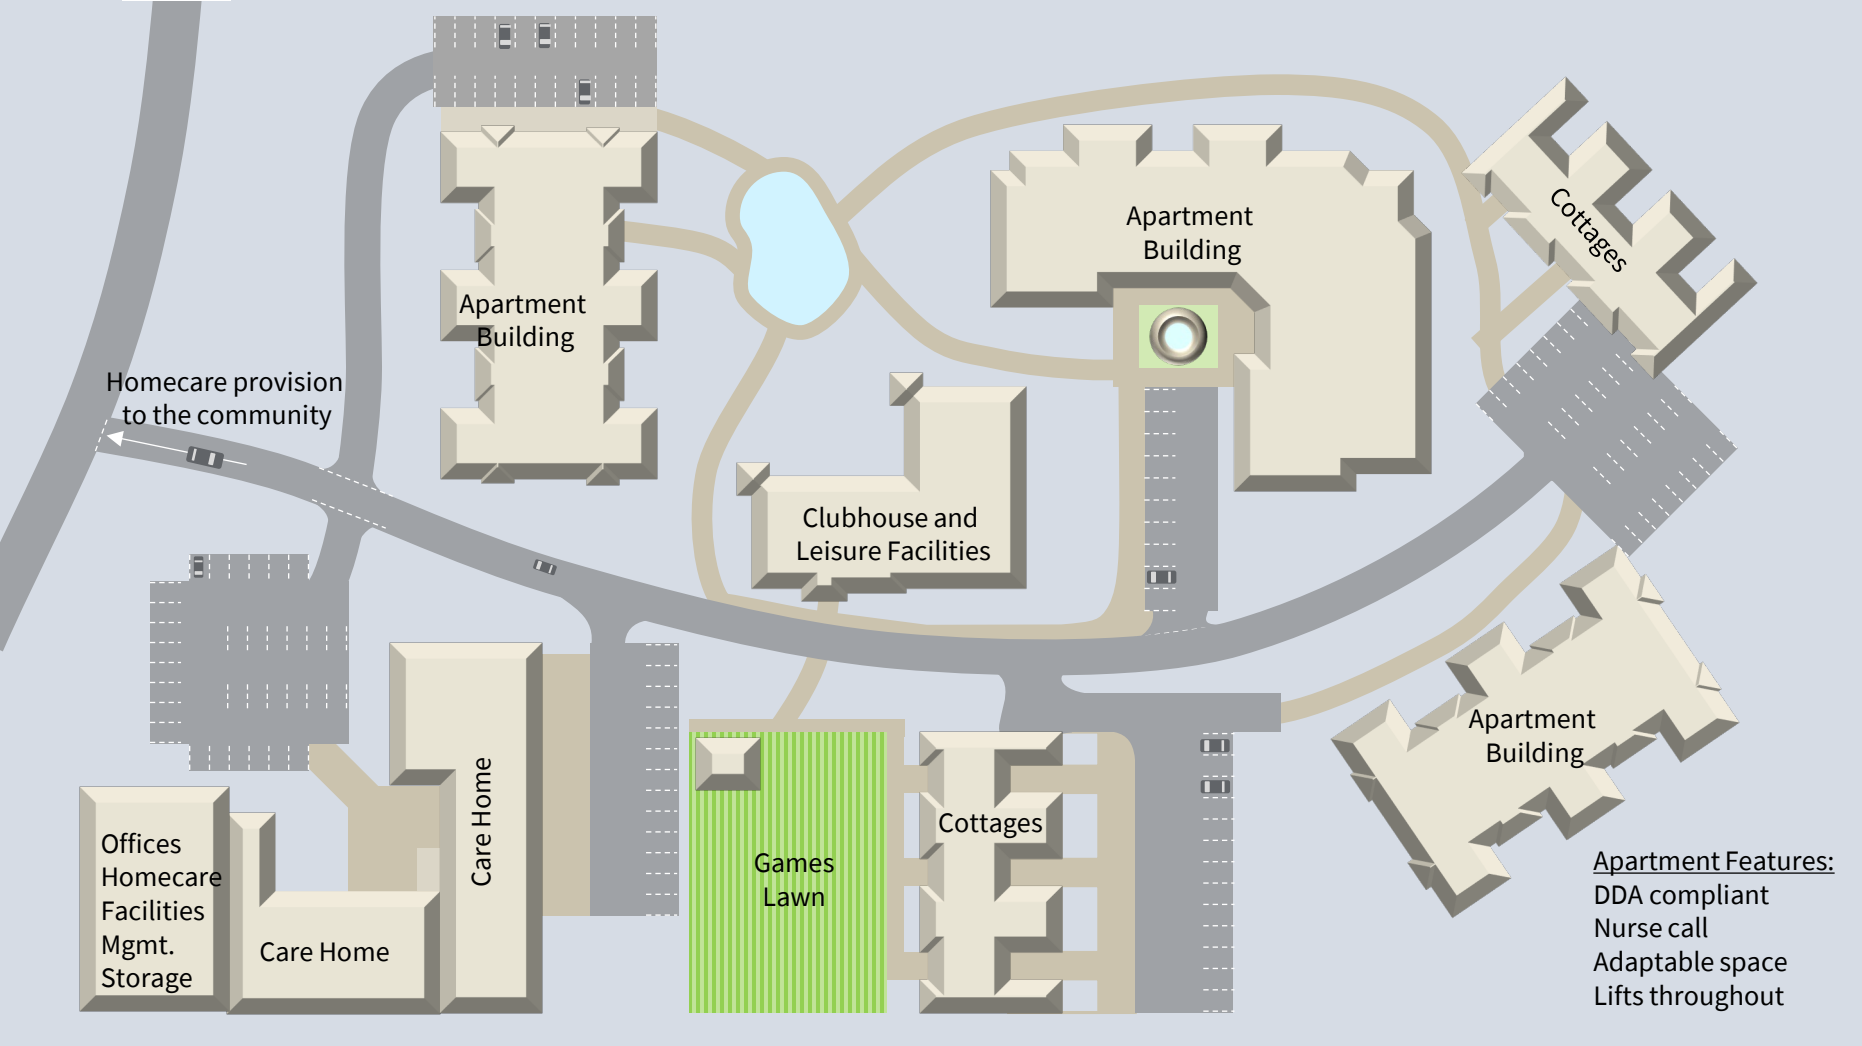 Apartment
Building
Cottages
Apartment
Building
Homecare provision
to the community
Clubhouse and
Leisure Facilities
Apartment
Building
Care Home
Cottages
Games
Lawn
Offices
Homecare
Facilities
Mgmt.
Storage
Care Home
Apartment Features:
DDA compliant
Nurse call
Adaptable space
Lifts throughout